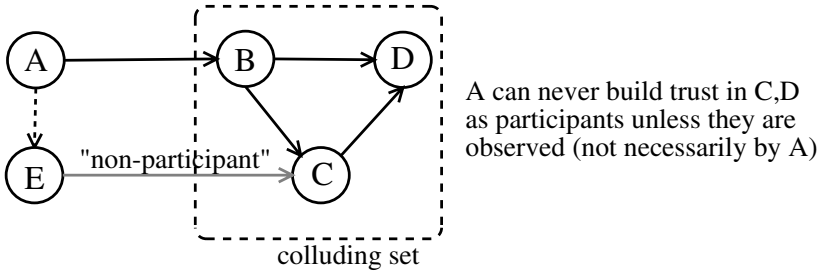 A
B
D
A can never build trust in C,D
as participants unless they are
observed (not necessarily by A)
"non-participant"
E
C
colluding set